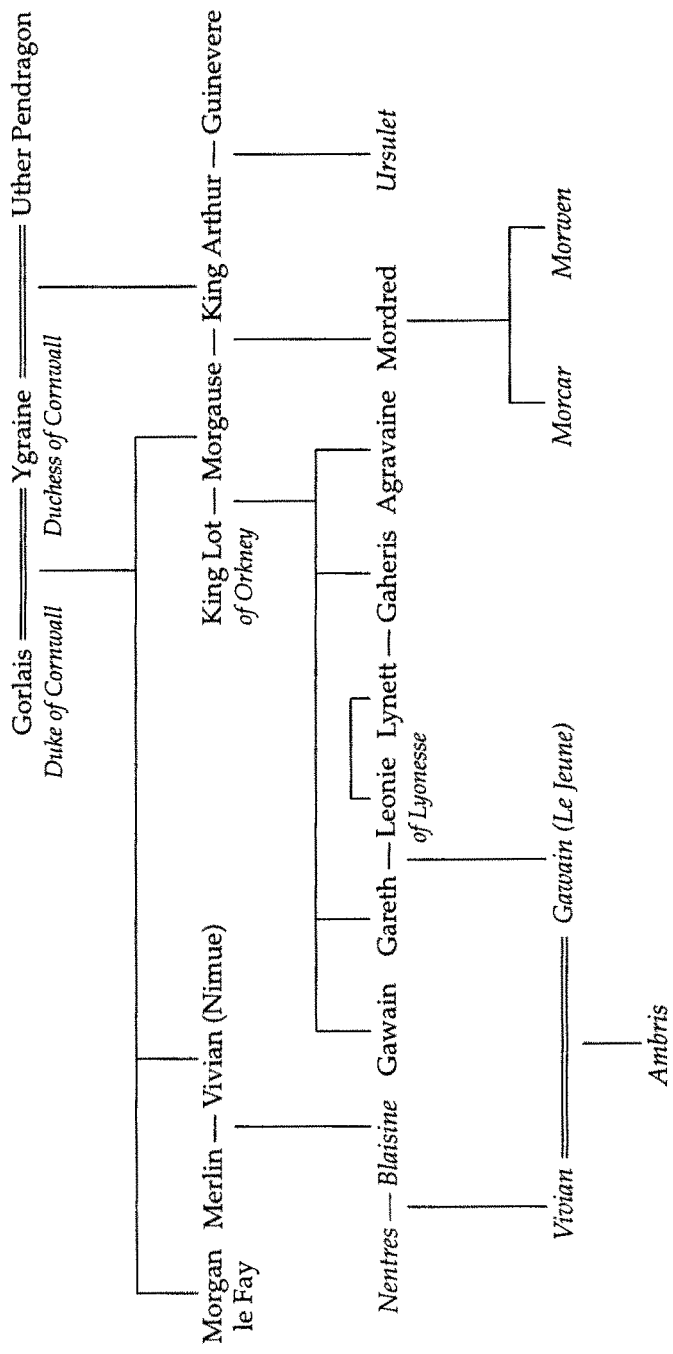 Gorlais Ygraine Uther Pendragon
Duke of Cornwall Duchess of Cornwall
Morgan Merlin — Vivian (Nimue) King Lot — Morgause — King Arthur — Guinevere
le Fay of Orkney
Nentres — Blaisine Gawain Gareth — Leonie Lynett — Gaheris Agravaine Mordred Ursulet
of Lyonesse
Vivian Gawain (Le Jeune) Morcar Morwen
Ambris